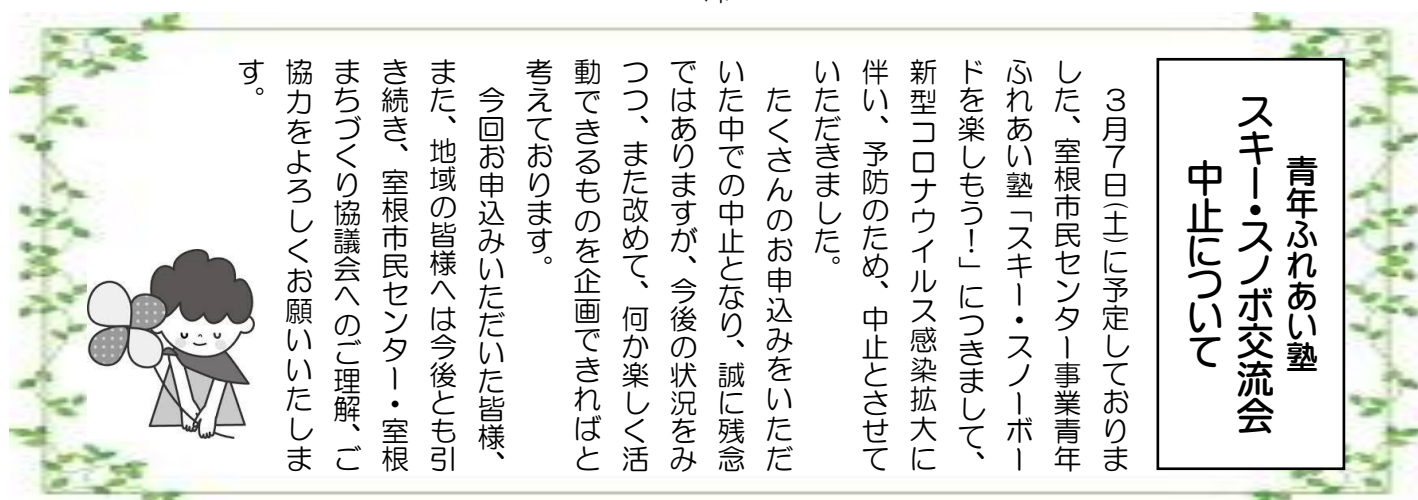 青年ふれあい塾
スキー・スノボ交流会
中止について
３月７日(土)に予定しておりま
した、室根市民センター事業青年
ふれあい塾「スキー・スノーボー
ドを楽しもう！」につきまして、
新型コロナウイルス感染拡大に
伴い、予防のため、中止とさせて
いただきました。
たくさんのお申込みをいただ
いた中での中止となり、誠に残念
ではありますが、今後の状況をみ
つつ、また改めて、何か楽しく活
動できるものを企画できればと
考えております。
今回お申込みいただいた皆様、
また、地域の皆様へは今後とも引
き続き、室根市民センター・室根
まちづくり協議会へのご理解、ご
協力をよろしくお願いいたしま
す。